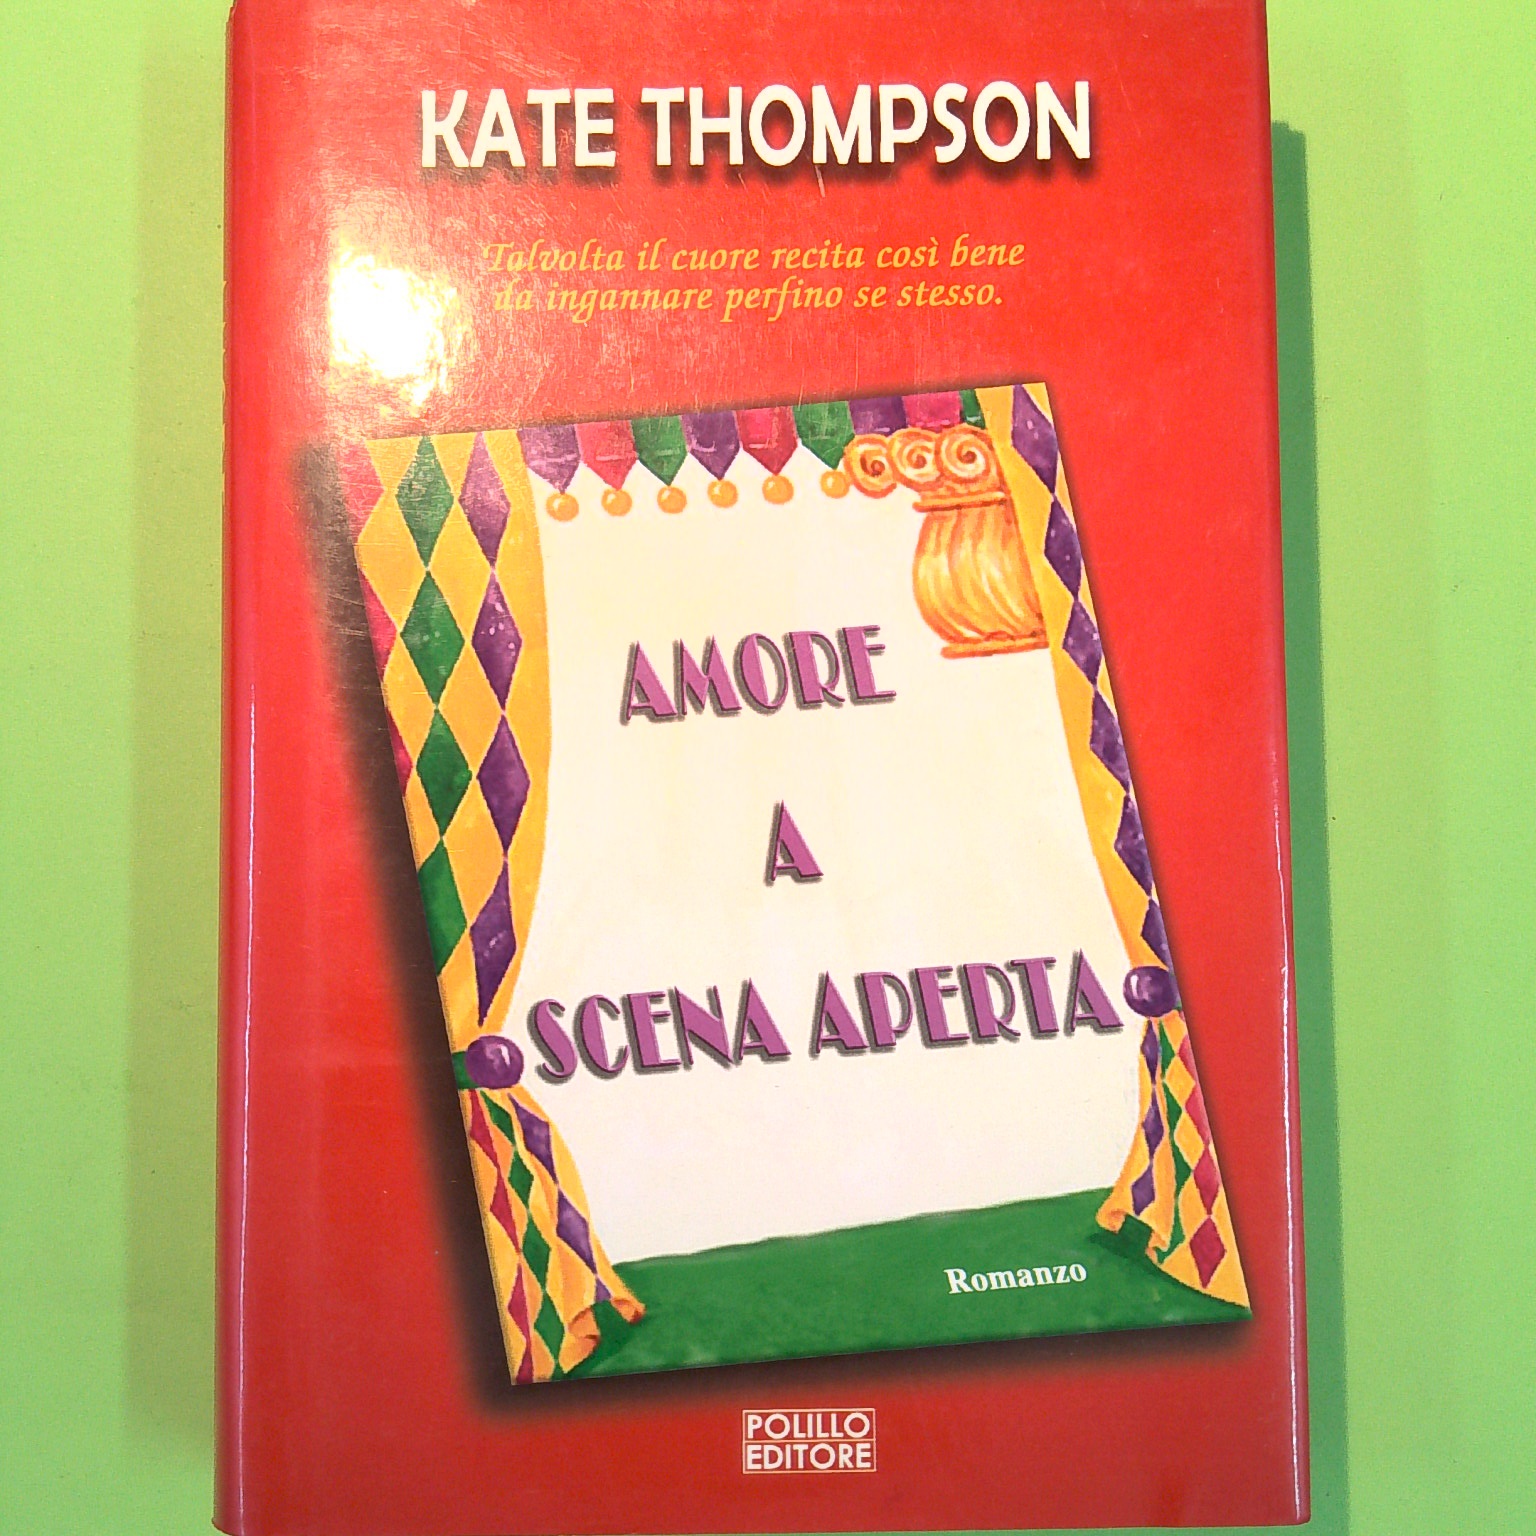 KATE THOMPSON
Talvolta il cuore recita così bene
da ingannare perfino se stesso.
AMORE
A
SCENA APERTA
Romanzo
POLILLO
EDITORE